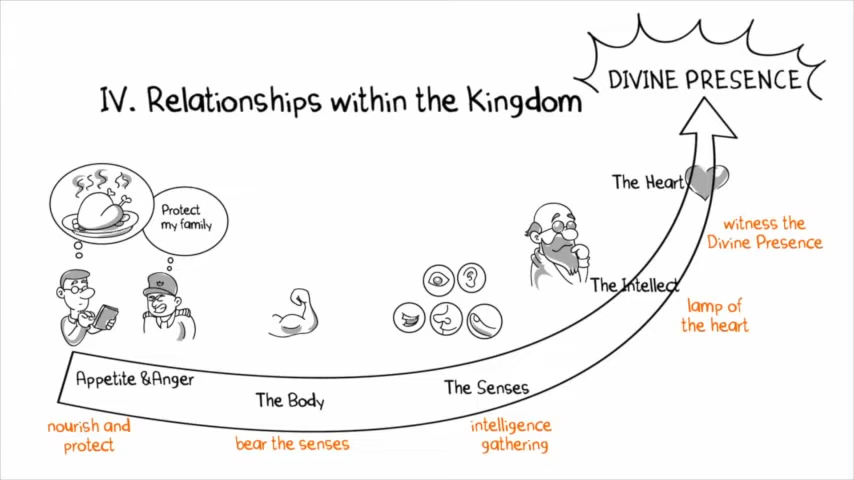 DIVINE PRESENCE
IV. Relationships within the Kingdom
Protect
my family
The Heart
witness the
Divine Presence
The Intellect
lamp of
the heart
Appetite &Anger
The Body
The Senses
nourish and
protect
bear the senses
intelligence
gathering